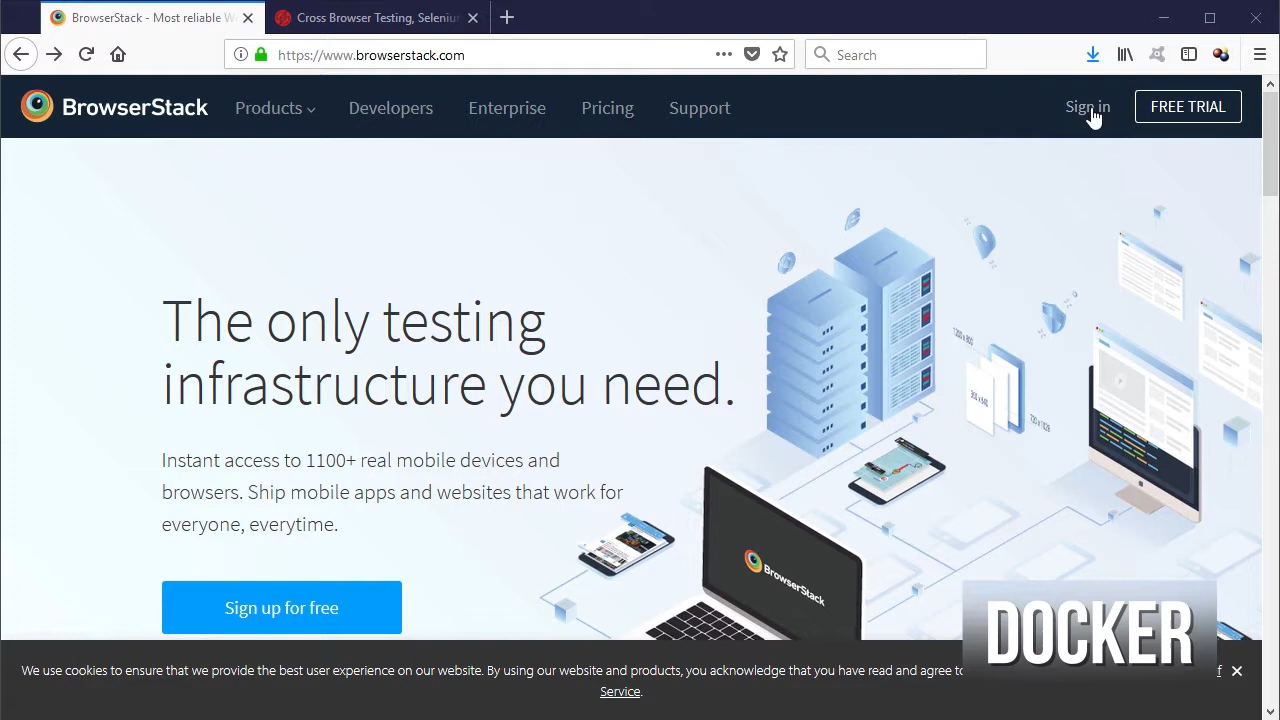 BrowserStack - Most reliable W
Cross Browser Testing, Seleniu
https://www.browserstack.com
Search
BrowserStack
Products
Developers
Enterprise
Pricing
Support
Sign in
FREE TRIAL
The only testing
infrastructure you need.
Instant access to 1100+ real mobile devices and
browsers. Ship mobile apps and websites that work for
everyone, everytime.
Sign up for free
BrowserStack
DOCKER
We use cookies to ensure that we provide the best user experience on our website. By using our website and products, you acknowledge that you have read and agree to
Service.